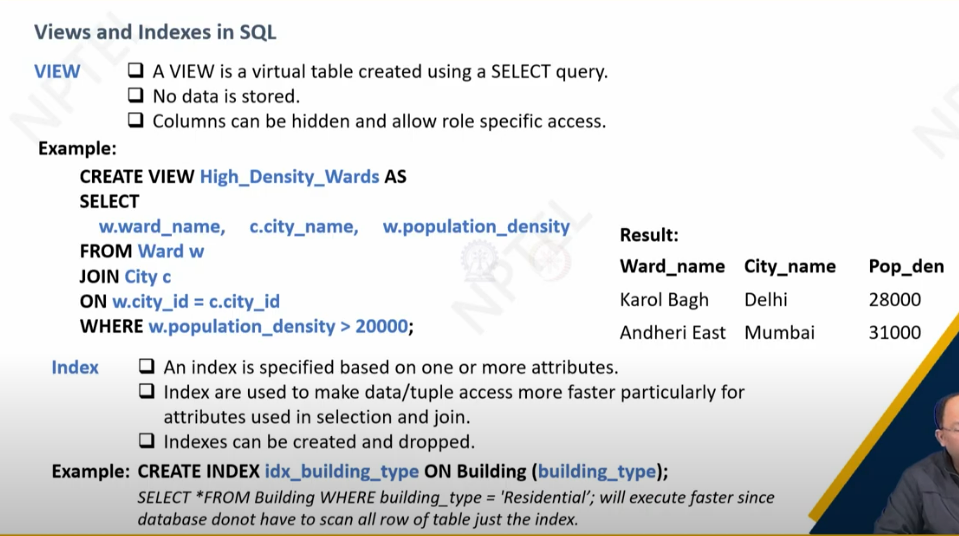 Views and Indexes in SQL
VIEW ❑ A VIEW is a virtual table created using a SELECT query.
❑ No data is stored.
❑ Columns can be hidden and allow role specific access.
Example:
CREATE VIEW High_Density_Wards AS
SELECT
w.ward_name, c.city_name, w.population_density
FROM Ward w
JOIN City c
ON w.city_id = c.city_id
WHERE w.population_density > 20000;
Result:
Ward_name City_name Pop_den
Karol Bagh Delhi 28000
Andheri East Mumbai 31000
Index ❑ An index is specified based on one or more attributes.
❑ Index are used to make data/tuple access more faster particularly for
attributes used in selection and join.
❑ Indexes can be created and dropped.
Example: CREATE INDEX idx_building_type ON Building (building_type);
SELECT *FROM Building WHERE building_type = 'Residential'; will execute faster since
database donot have to scan all row of table just the index.
NPTEL
NPTEL